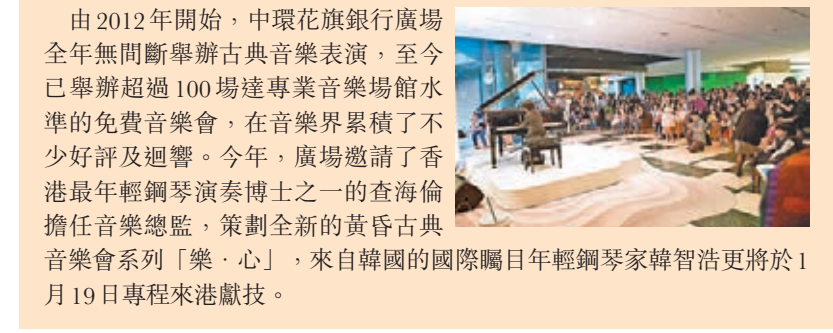 由2012年開始，中環花旗銀行廣場
全年無間斷舉辦古典音樂表演，至今
已舉辦超過100場達專業音樂場館水
準的免費音樂會，在音樂界累積了不
少好評及迴響。今年，廣場邀請了香
港最年輕鋼琴演奏博士之一的查海倫
擔任音樂總監，策劃全新的黃昏古典
音樂會系列「樂‧心」，來自韓國的國際矚目年輕鋼琴家韓智浩更將於1
月19日專程來港獻技。